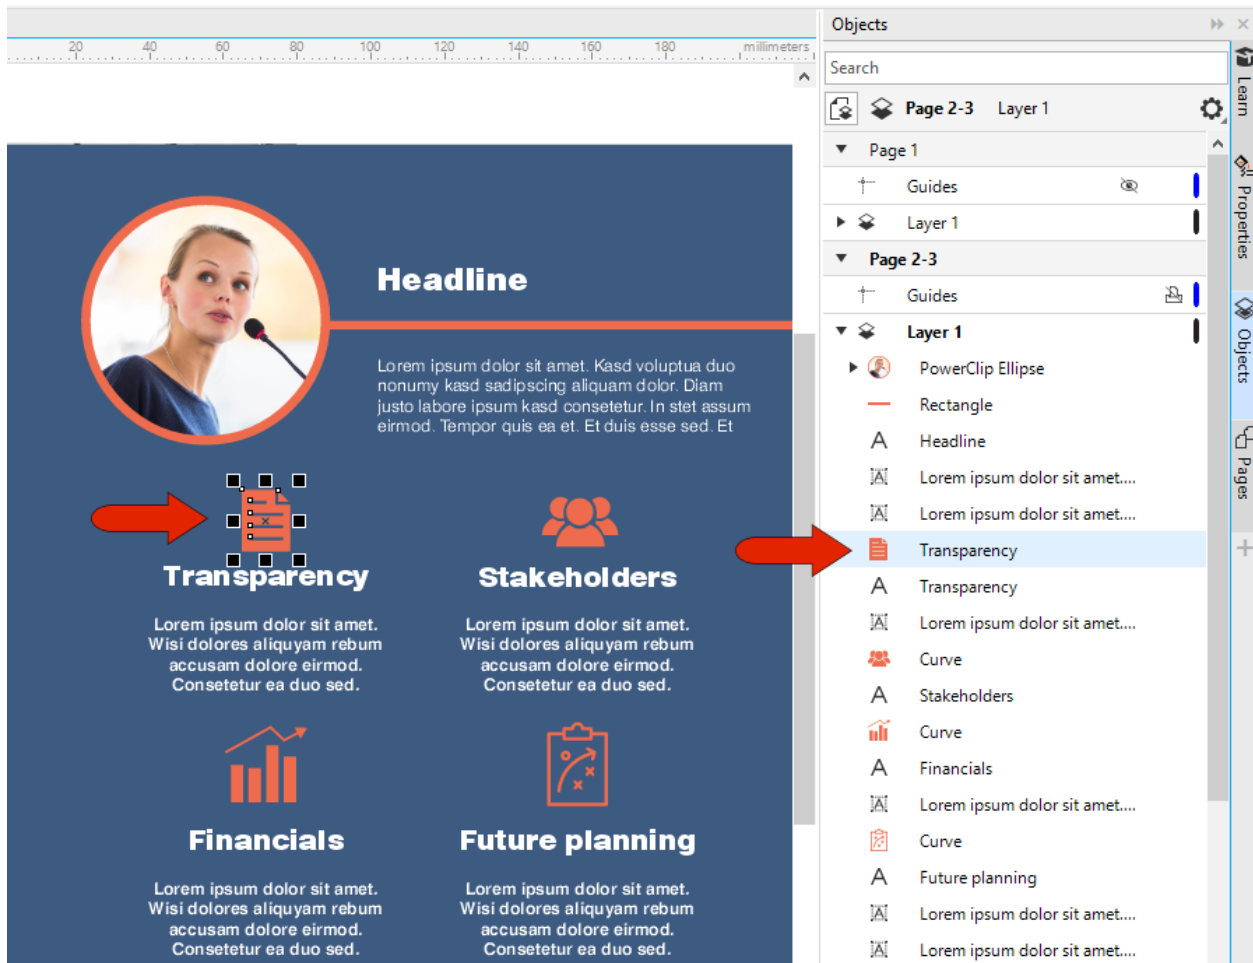 Objects
20 40 60 80 100 120 140 160 180 millimeters
Search
Page 2-3 Layer 1
Page 1
Guides
Layer 1
Page 2-3
Guides
Layer 1
PowerClip Ellipse
Rectangle
Headline
Lorem ipsum dolor sit amet....
Lorem ipsum dolor sit amet....
Transparency
Transparency
Lorem ipsum dolor sit amet....
Curve
Stakeholders
Curve
Financials
Lorem ipsum dolor sit amet....
Curve
Future planning
Lorem ipsum dolor sit amet....
Lorem ipsum dolor sit amet....
Learn
Properties
Objects
Pages
Headline
Lorem ipsum dolor sit amet. Kasd voluptua duo
nonumy kasd sadipscing aliquam dolor. Diam
justo labore ipsum kasd consetetur. In stet assum
eirmod. Tempor quis ea et. Et duis esse sed. Et
Transparency
Lorem ipsum dolor sit amet.
Wisi dolores aliquyam rebum
accusam dolore eirmod.
Consetetur ea duo sed.
Stakeholders
Lorem ipsum dolor sit amet.
Wisi dolores aliquyam rebum
accusam dolore eirmod.
Consetetur ea duo sed.
Financials
Lorem ipsum dolor sit amet.
Wisi dolores aliquyam rebum
accusam dolore eirmod.
Consetetur ea duo sed.
Future planning
Lorem ipsum dolor sit amet.
Wisi dolores aliquyam rebum
accusam dolore eirmod.
Consetetur ea duo sed.